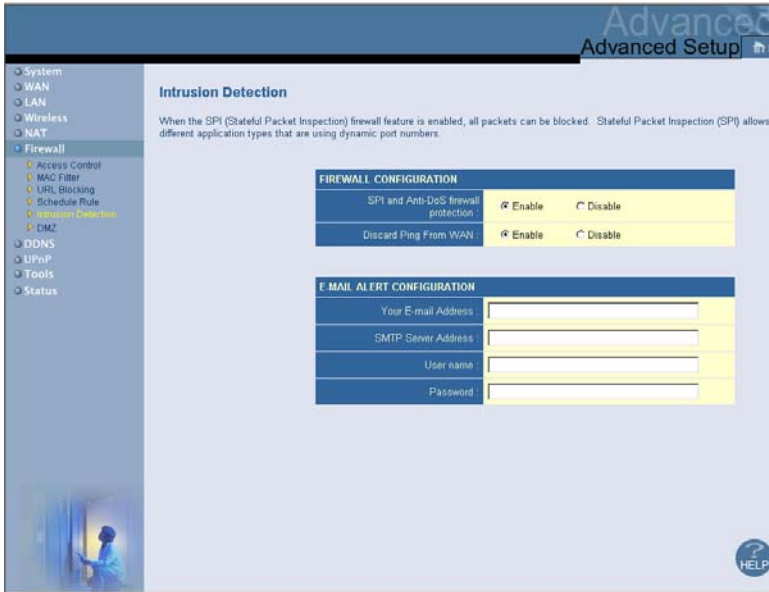 Advanced
Advanced Setup
System
WAN
LAN
Wireless
NAT
Firewall
Access Control
MAC Filter
URL Blocking
Schedule Rule
Intrusion Detection
DMZ
DDNS
UPnP
Tools
Status
Intrusion Detection
When the SPI (Stateful Packet Inspection) firewall feature is enabled, all packets can be blocked. Stateful Packet Inspection (SPI) allows
different application types that are using dynamic port numbers.
FIREWALL CONFIGURATION
SPI and Anti-DoS firewall
protection : Enable Disable
Discard Ping From WAN : Enable Disable
E-MAIL ALERT CONFIGURATION
Your E-mail Address :
SMTP Server Address :
User name :
Password :
HELP